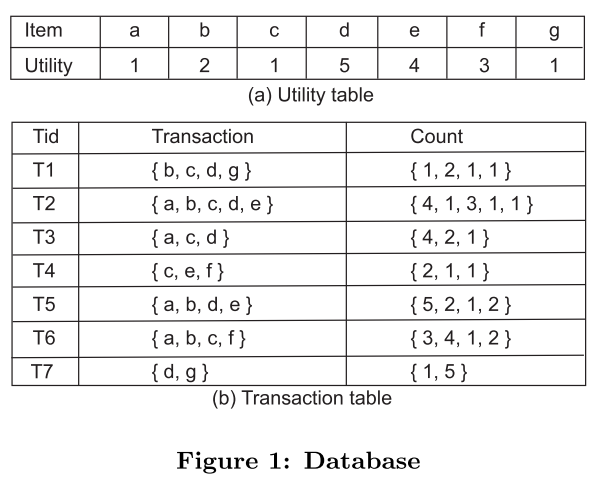 Item a b c d e f g
Utility 1 2 1 5 4 3 1
(a) Utility table
Tid Transaction Count
T1 { b, c, d, g } { 1, 2, 1, 1 }
T2 { a, b, c, d, e } { 4, 1, 3, 1, 1 }
T3 { a, c, d } { 4, 2, 1 }
T4 { c, e, f } { 2, 1, 1 }
T5 { a, b, d, e } { 5, 2, 1, 2 }
T6 { a, b, c, f } { 3, 4, 1, 2 }
T7 { d, g } { 1, 5 }
(b) Transaction table
Figure 1: Database